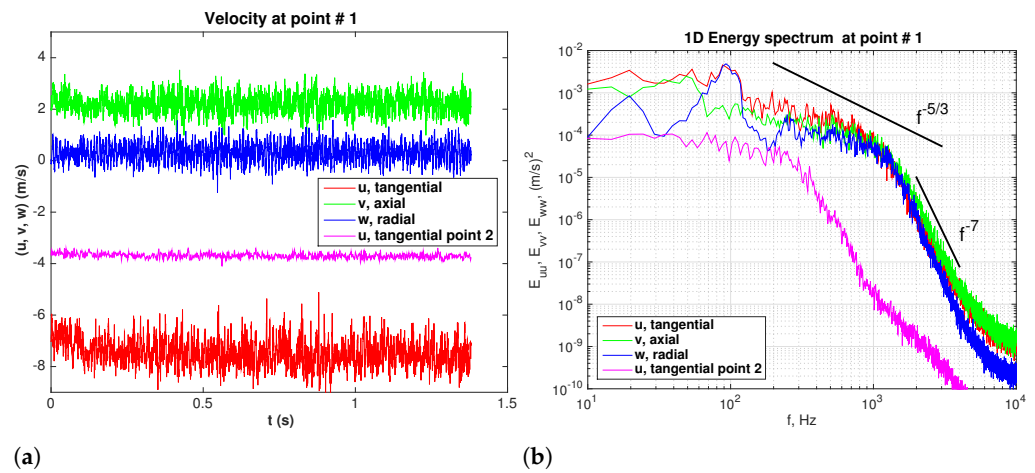 Velocity at point # 1
(u, v, w) (m/s)
4
2
0
-2
-4
-6
-8
u, tangential
v, axial
w, radial
u, tangential point 2
0
0.5
1
1.5
t (s)
(a)
1D Energy spectrum at point # 1
E_uu, E_vv, E_ww, (m/s)^2
10^-2
10^-3
10^-4
10^-5
10^-6
10^-7
10^-8
10^-9
10^-10
f^-5/3
f^-7
u, tangential
v, axial
w, radial
u, tangential point 2
10^1
10^2
10^3
10^4
f, Hz
(b)